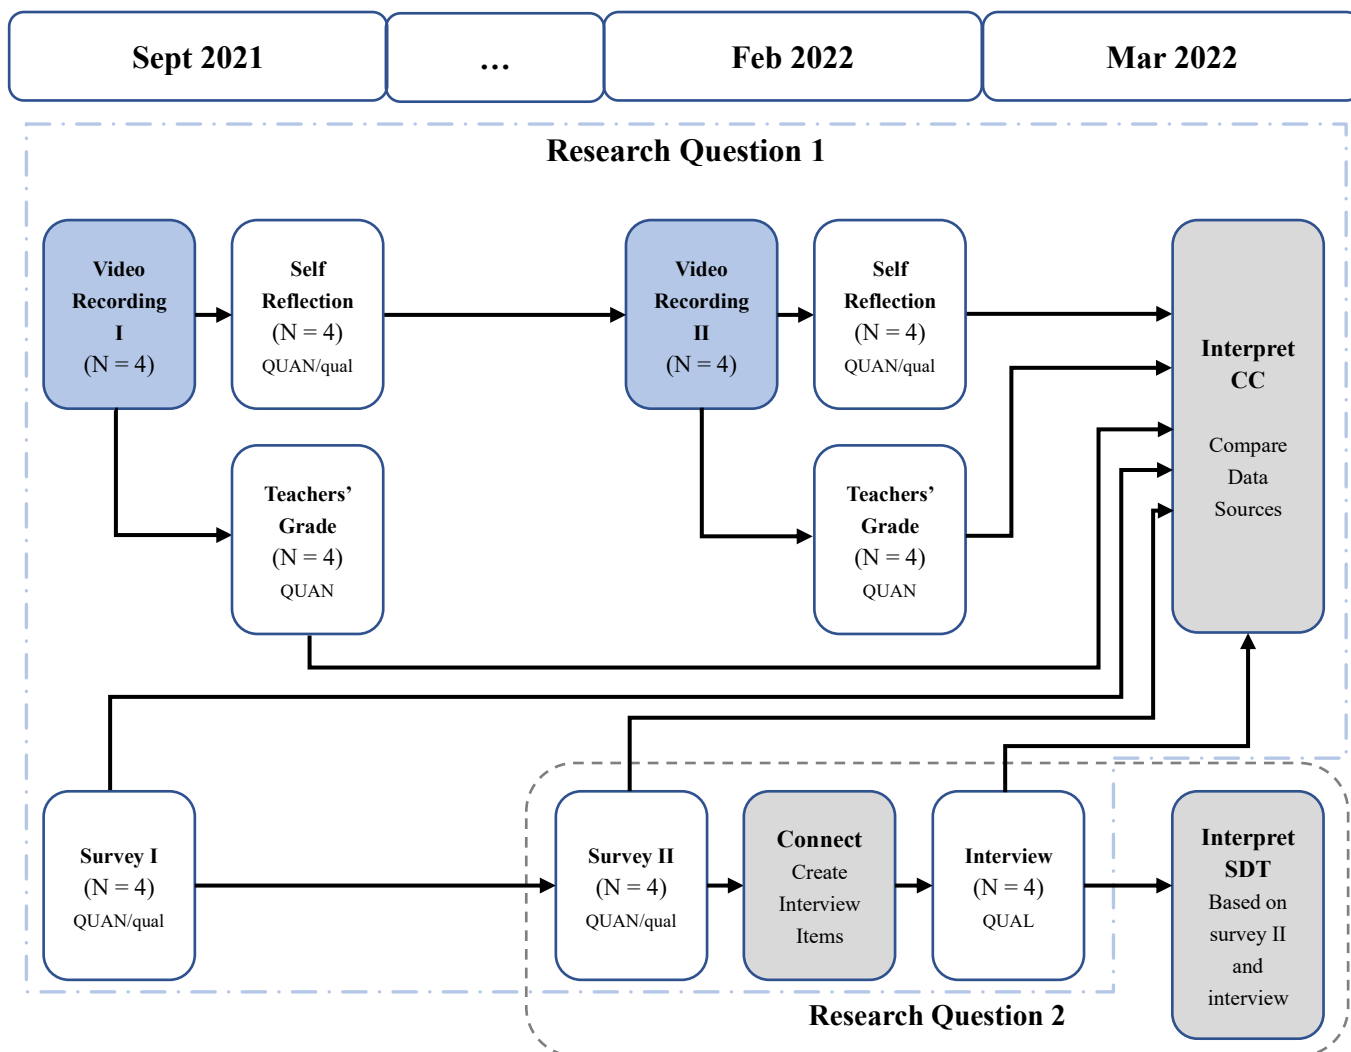 Sept 2021
...
Feb 2022
Mar 2022
Research Question 1
Video
Recording
I
(N = 4)
Self
Reflection
(N = 4)
QUAN/qual
Video
Recording
II
(N = 4)
Self
Reflection
(N = 4)
QUAN/qual
Interpret
CC
Compare
Data
Sources
Teachers’
Grade
(N = 4)
QUAN
Teachers’
Grade
(N = 4)
QUAN
Survey I
(N = 4)
QUAN/qual
Survey II
(N = 4)
QUAN/qual
Connect
Create
Interview
Items
Interview
(N = 4)
QUAL
Interpret
SDT
Based on
survey II
and
interview
Research Question 2